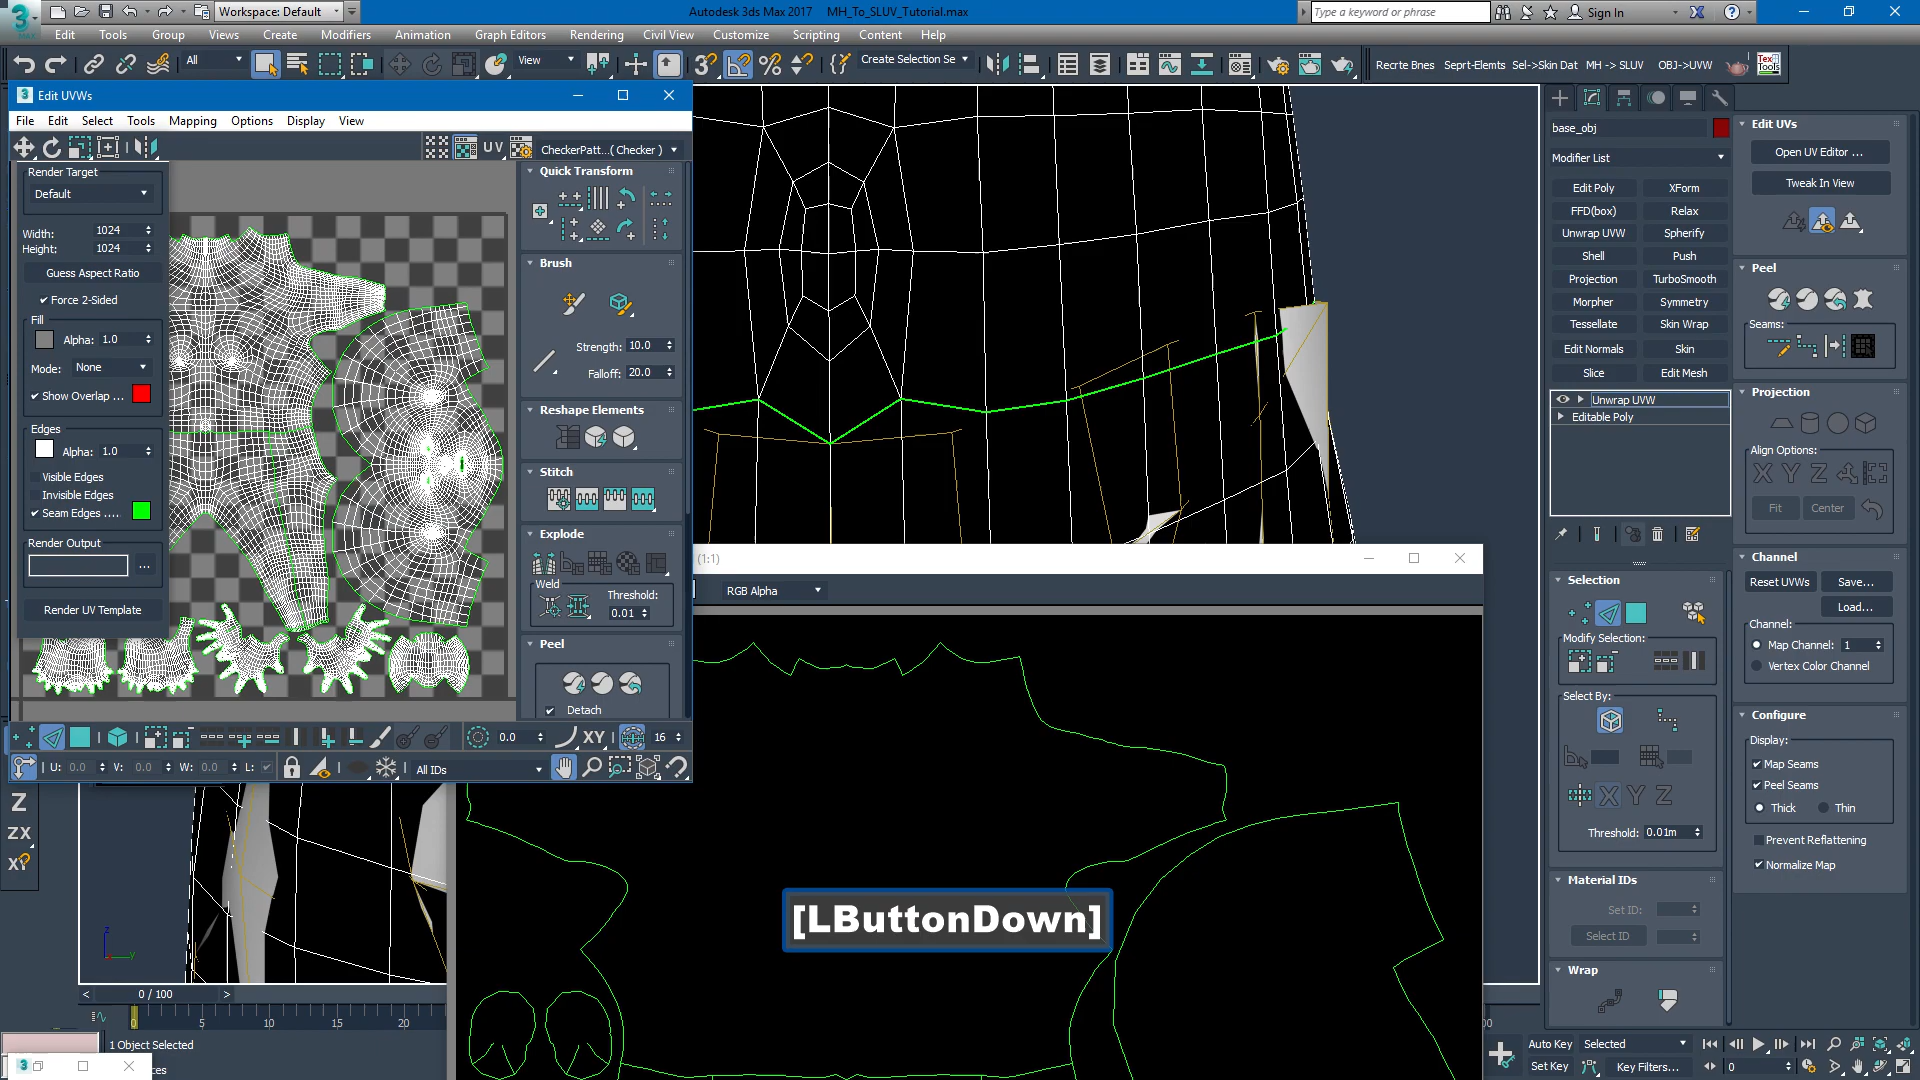 Workspace: Default
Autodesk 3ds Max 2017   MH_To_SLUV_Tutorial.max
Type a keyword or phrase
Sign In
Edit Tools Group Views Create Modifiers Animation Graph Editors Rendering Civil View Customize Scripting Content Help
All
View
Create Selection Se
Recrte Bnes Seprt-Elemts Sel->Skin Dat MH -> SLUV OBJ->UVW
Edit UVWs
File Edit Select Tools Mapping Options Display View
UV CheckerPatt...( Checker )
Render Target
Default
Width: 1024
Height: 1024
Guess Aspect Ratio
Force 2-Sided
Fill
Alpha: 1.0
Mode: None
Show Overlap ...
Edges
Alpha: 1.0
Visible Edges
Invisible Edges
Seam Edges ....
Render Output
...
Render UV Template
Quick Transform
Brush
Strength: 10.0
Falloff: 20.0
Reshape Elements
Stitch
Explode
Weld
Threshold:
0.01
Peel
Detach
0.0 XY 16
U: 0.0 V: 0.0 W: 0.0 L:
All IDs
(1:1)
RGB Alpha
[LButtonDown]
Z
ZX
XY
z
y
0 / 100
0 5 10 15 20
1 Object Selected
base_obj
Modifier List
Edit Poly XForm
FFD(box) Relax
Unwrap UVW Spherify
Shell Push
Projection TurboSmooth
Morpher Symmetry
Tessellate Skin Wrap
Edit Normals Skin
Slice Edit Mesh
Unwrap UVW
Editable Poly
Selection
Modify Selection:
Select By:
X Y Z
Threshold: 0.01m
Material IDs
Set ID:
Select ID
Wrap
Edit UVs
Open UV Editor ...
Tweak In View
Peel
Seams:
Projection
Align Options:
X Y Z
Fit Center
Channel
Reset UVWs Save...
Load...
Channel:
Map Channel: 1
Vertex Color Channel
Configure
Display:
Map Seams
Peel Seams
Thick Thin
Prevent Reflattening
Normalize Map
Auto Key Selected
Set Key Key Filters...
0